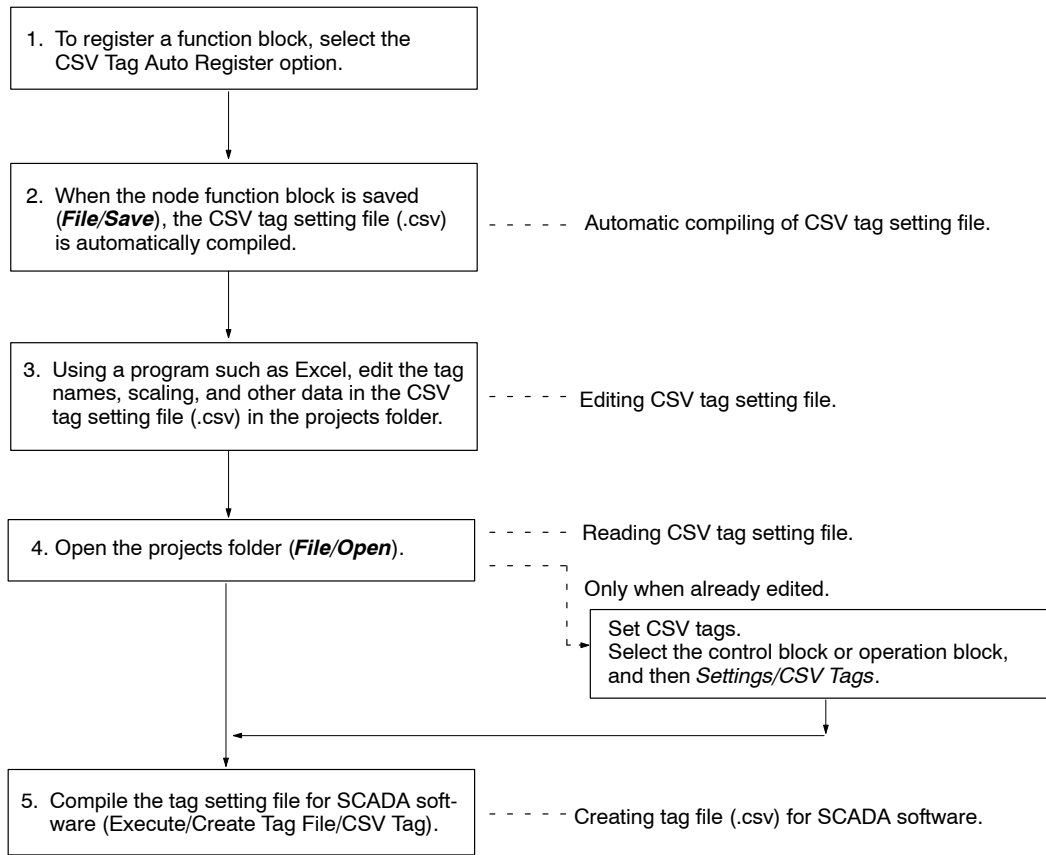 1. To register a function block, select the
CSV Tag Auto Register option.
2. When the node function block is saved
(File/Save), the CSV tag setting file (.csv)
is automatically compiled.
Automatic compiling of CSV tag setting file.
3. Using a program such as Excel, edit the tag
names, scaling, and other data in the CSV
tag setting file (.csv) in the projects folder.
Editing CSV tag setting file.
4. Open the projects folder (File/Open).
Reading CSV tag setting file.
Only when already edited.
Set CSV tags.
Select the control block or operation block,
and then Settings/CSV Tags.
5. Compile the tag setting file for SCADA soft-
ware (Execute/Create Tag File/CSV Tag).
Creating tag file (.csv) for SCADA software.